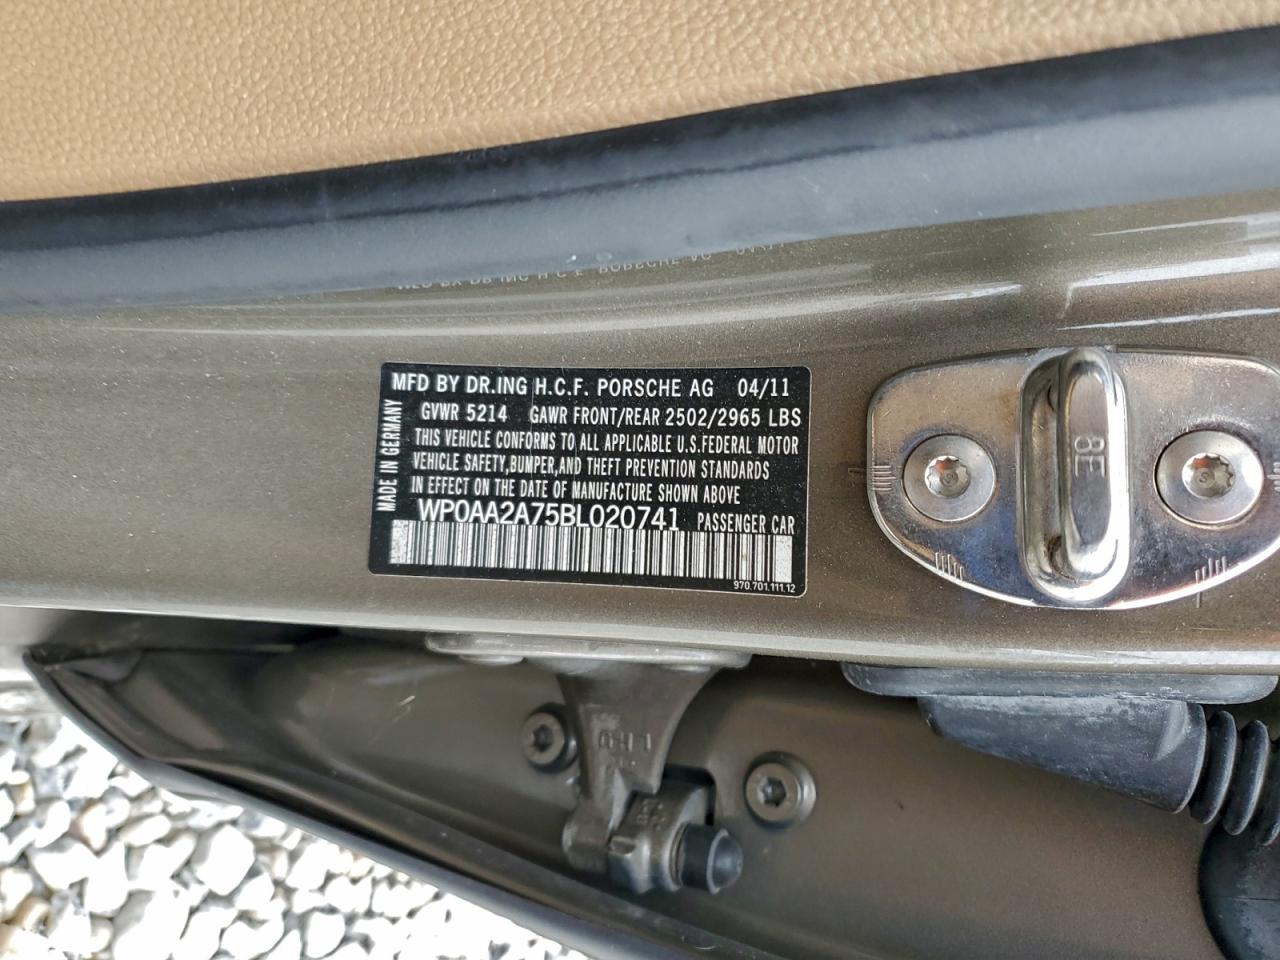 MFD BY DR.ING H.C.F. PORSCHE AG 04/11
GVWR 5214 GAWR FRONT/REAR 2502/2965 LBS
THIS VEHICLE CONFORMS TO ALL APPLICABLE U.S.FEDERAL MOTOR
VEHICLE SAFETY,BUMPER,AND THEFT PREVENTION STANDARDS
IN EFFECT ON THE DATE OF MANUFACTURE SHOWN ABOVE
WP0AA2A75BL020741 PASSENGER CAR
970.701.111.12
MADE IN GERMANY